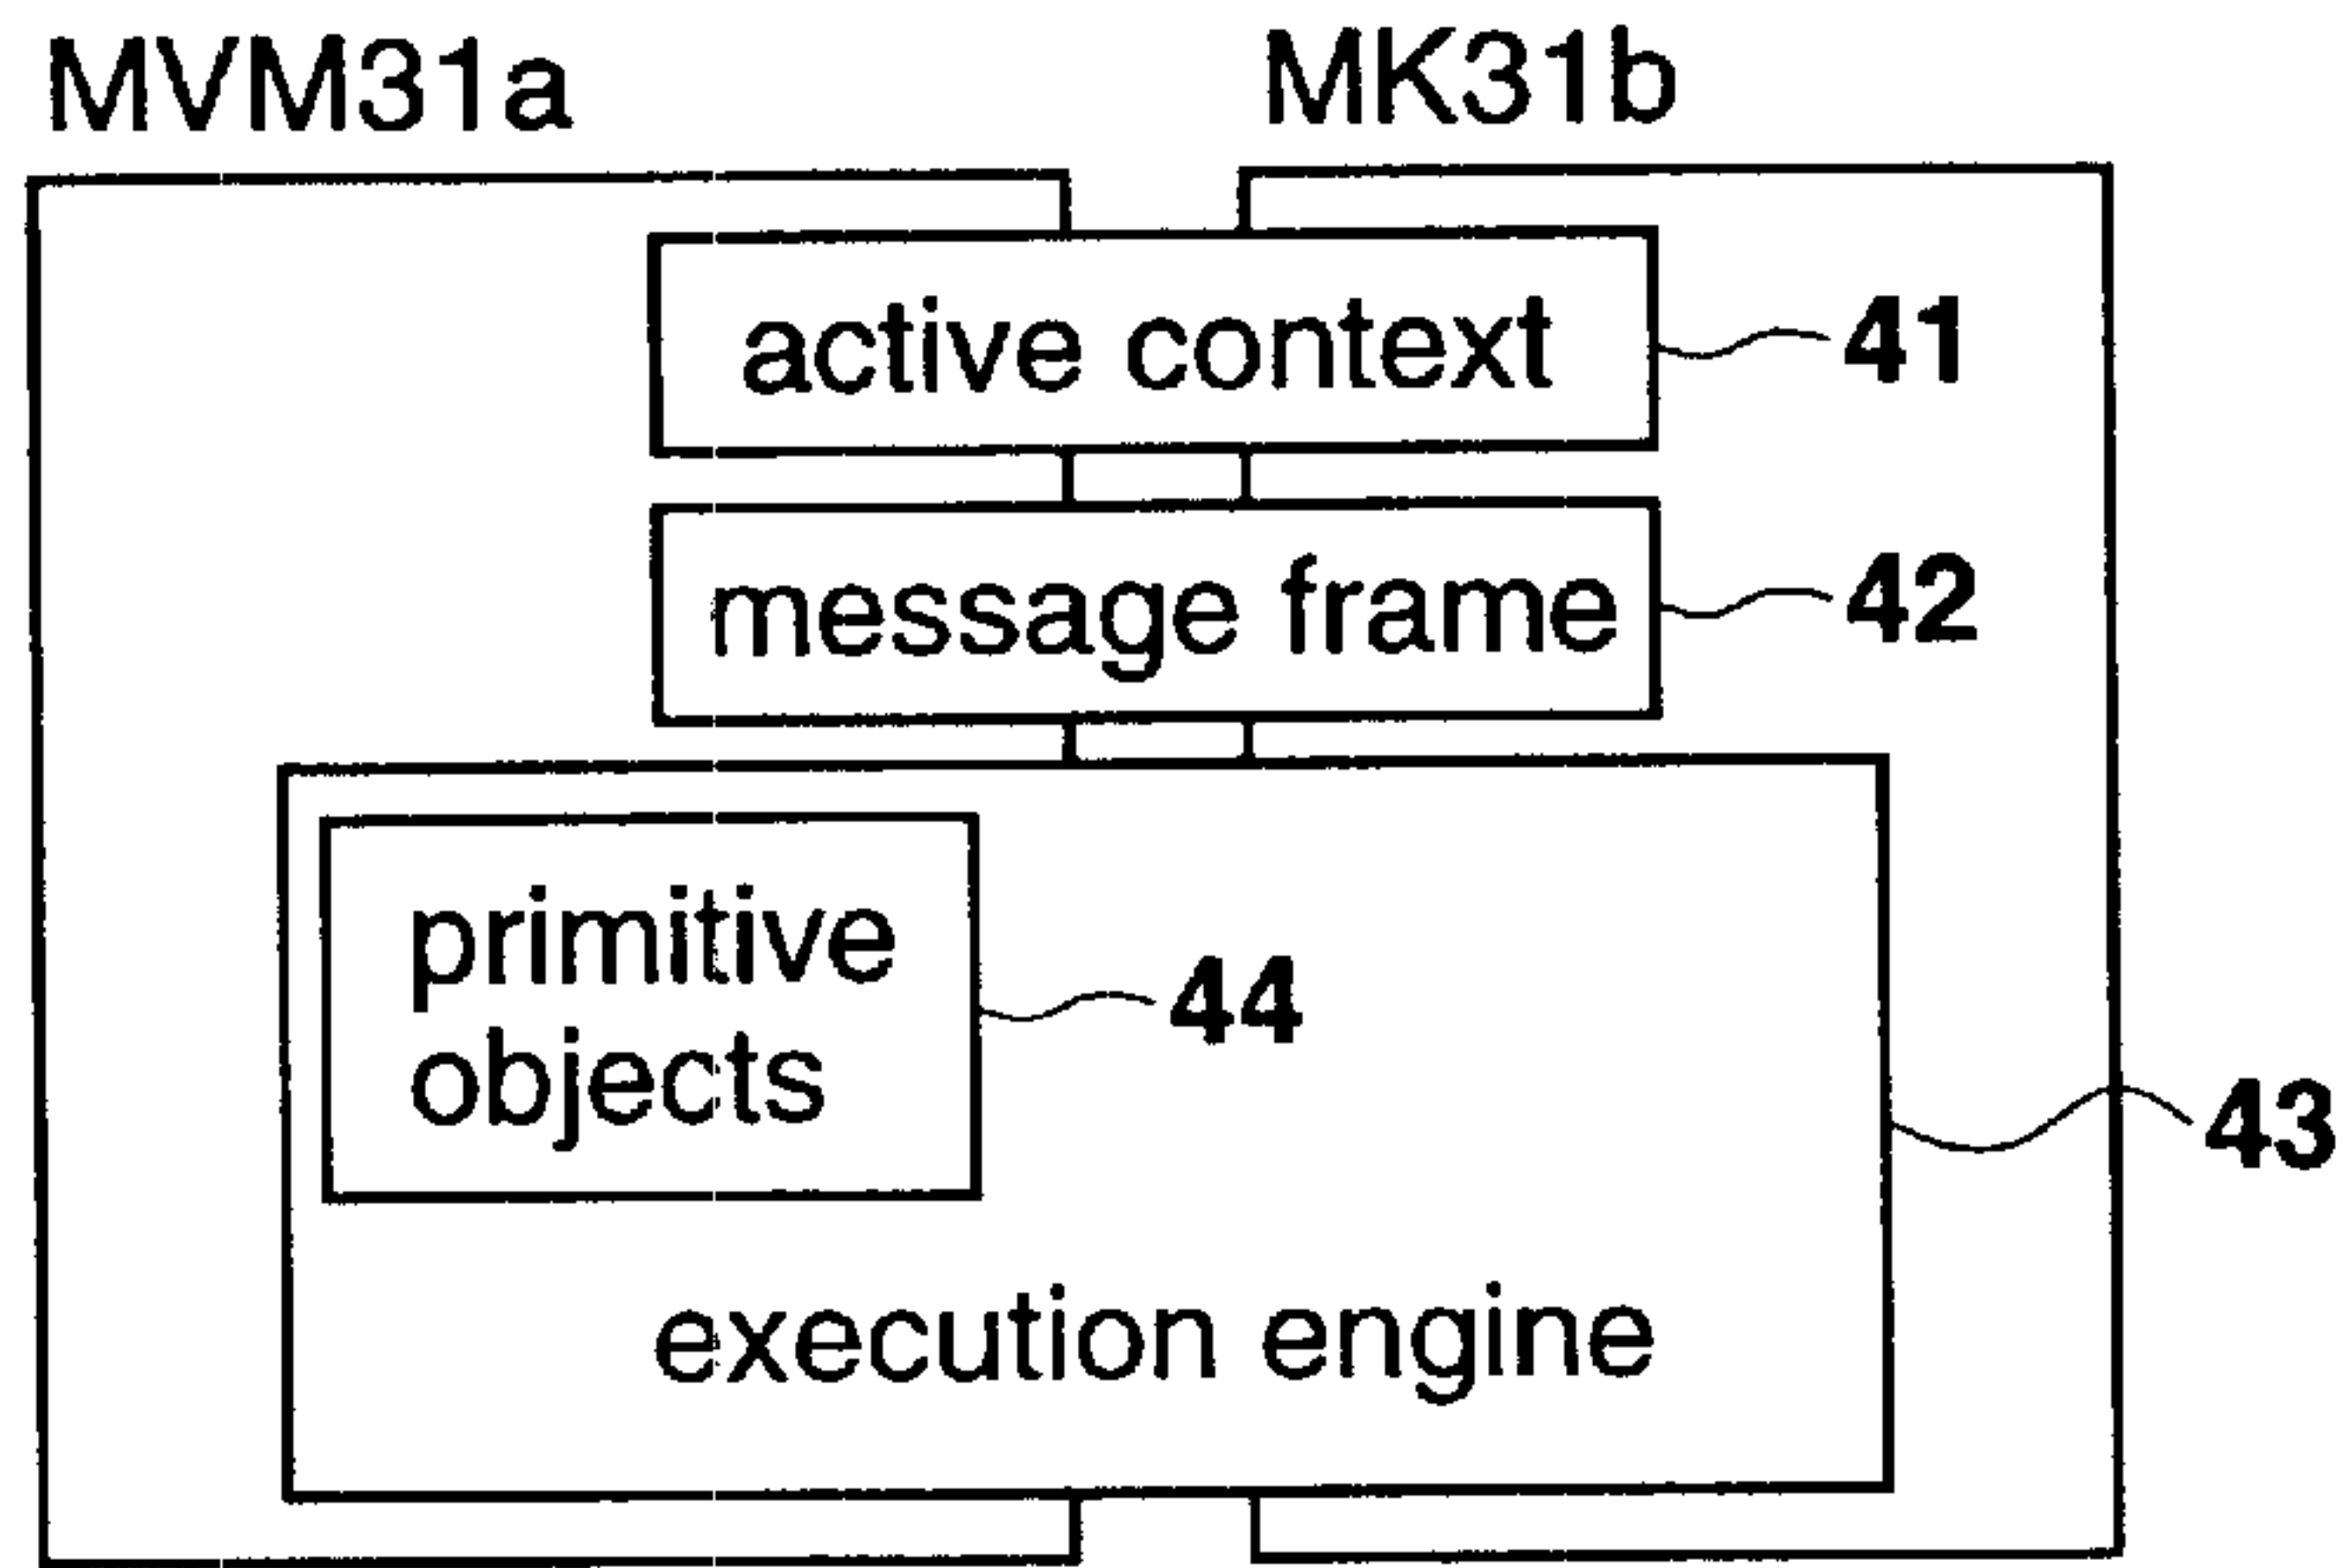 MVM31a MK31b
active context 41
message frame 42
primitive
objects
44
43
execution engine